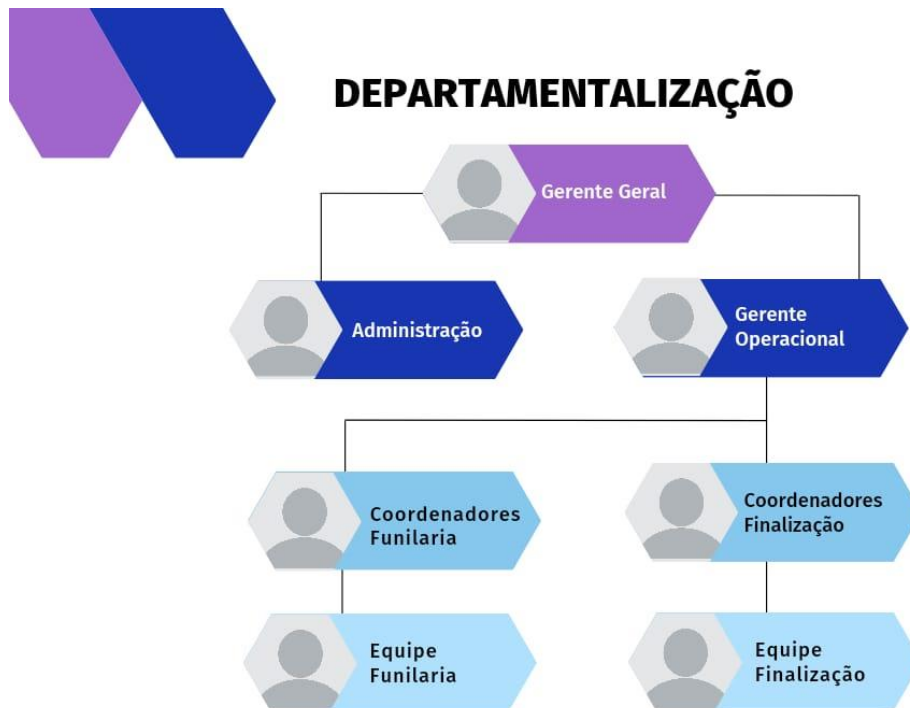 DEPARTAMENTALIZAÇÃO
Gerente Geral
Administração
Gerente
Operacional
Coordenadores
Funilaria
Coordenadores
Finalização
Equipe
Funilaria
Equipe
Finalização